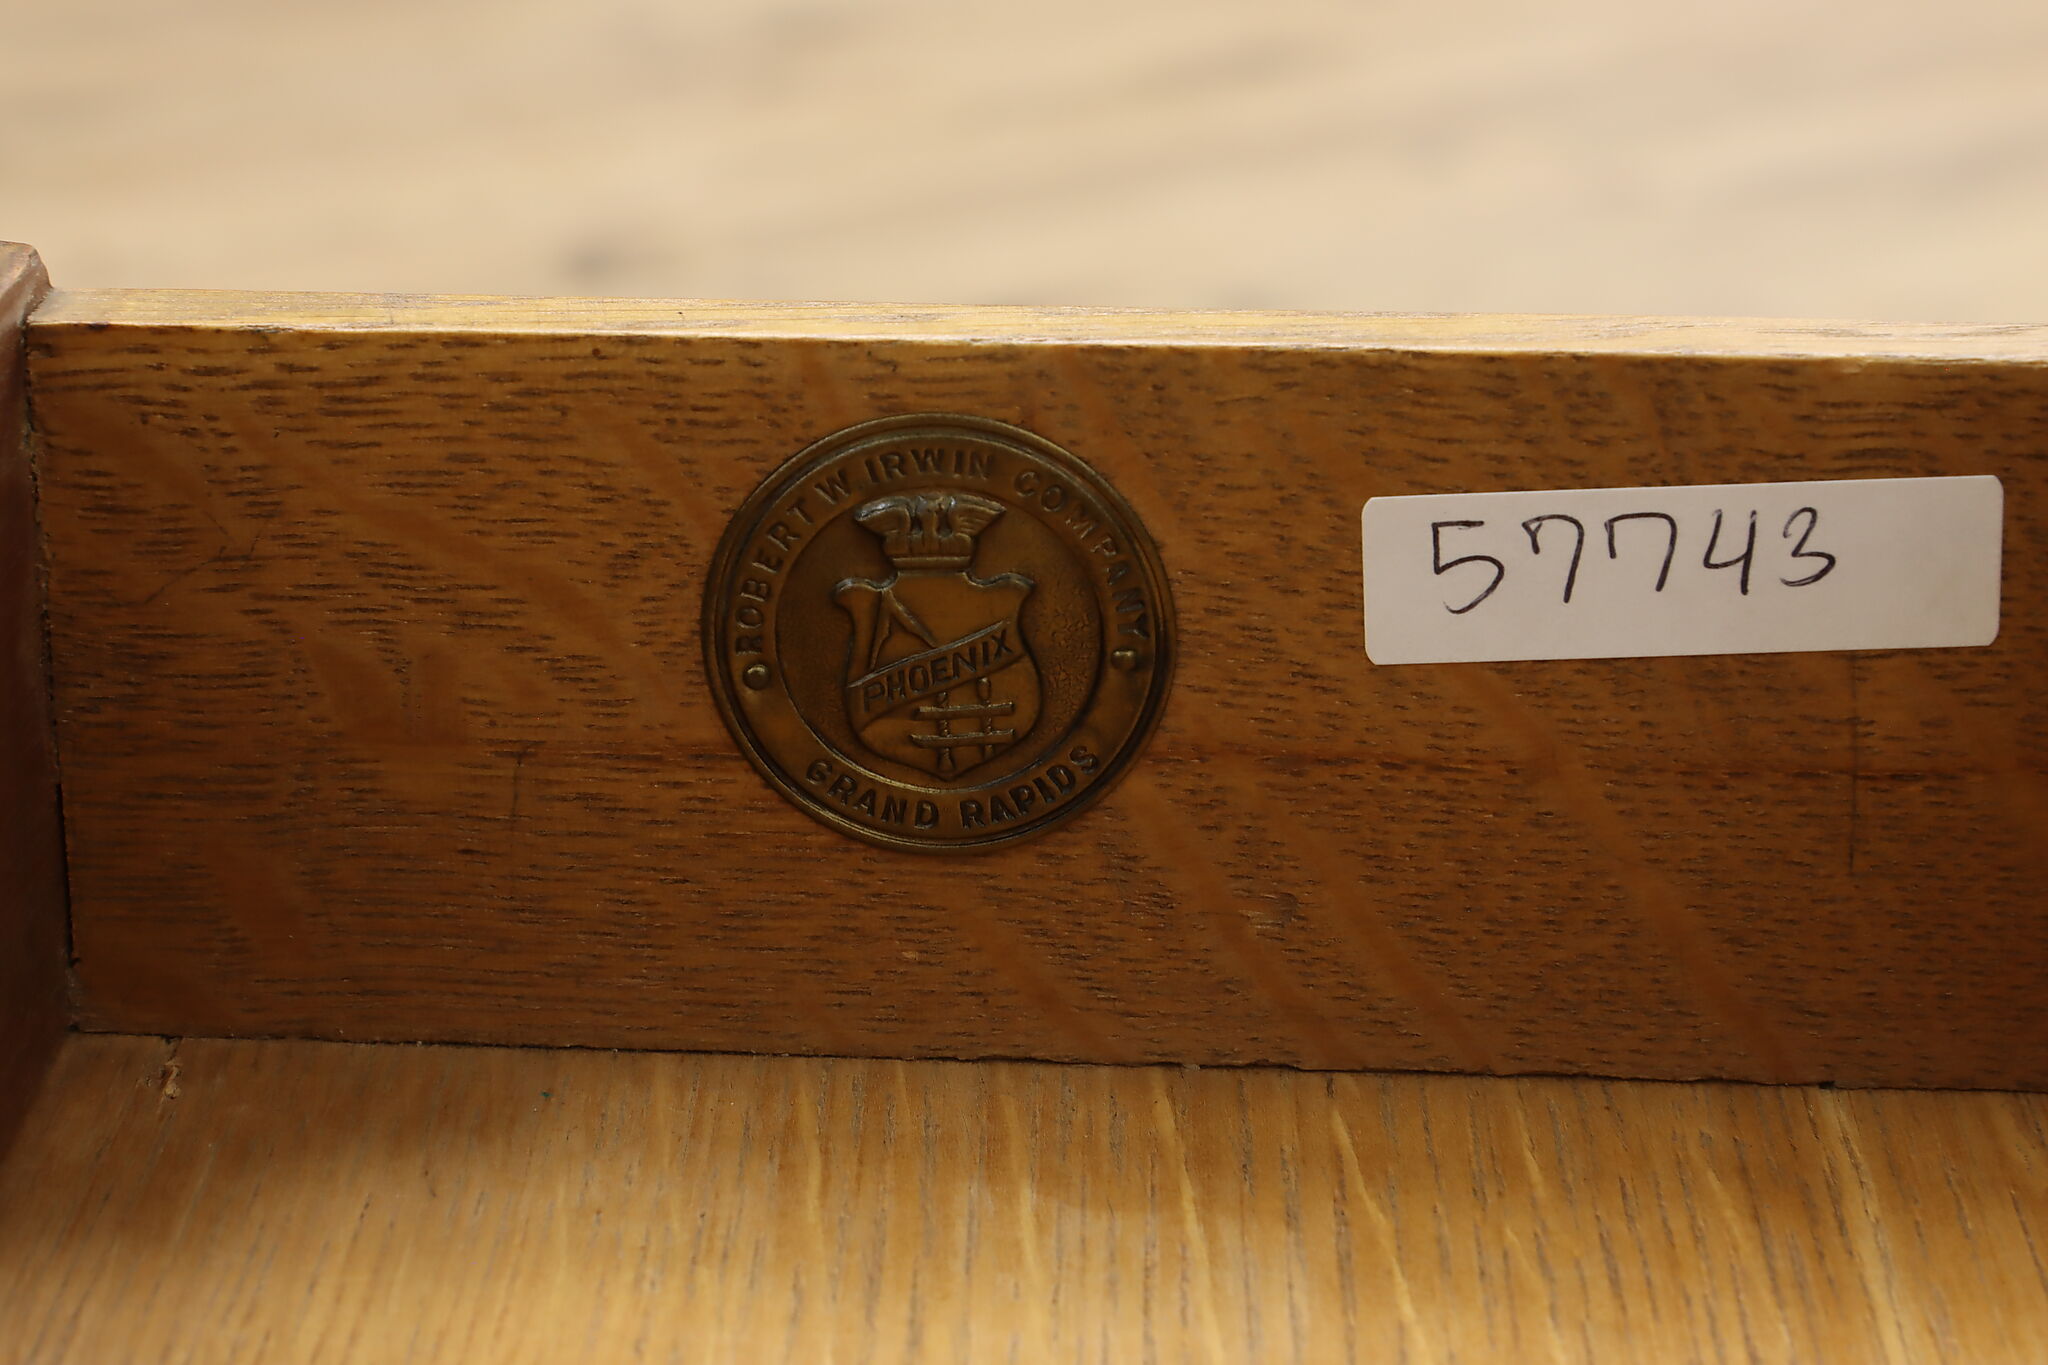 ROBERT W. IRWIN COMPANY
PHOENIX
GRAND RAPIDS
57743